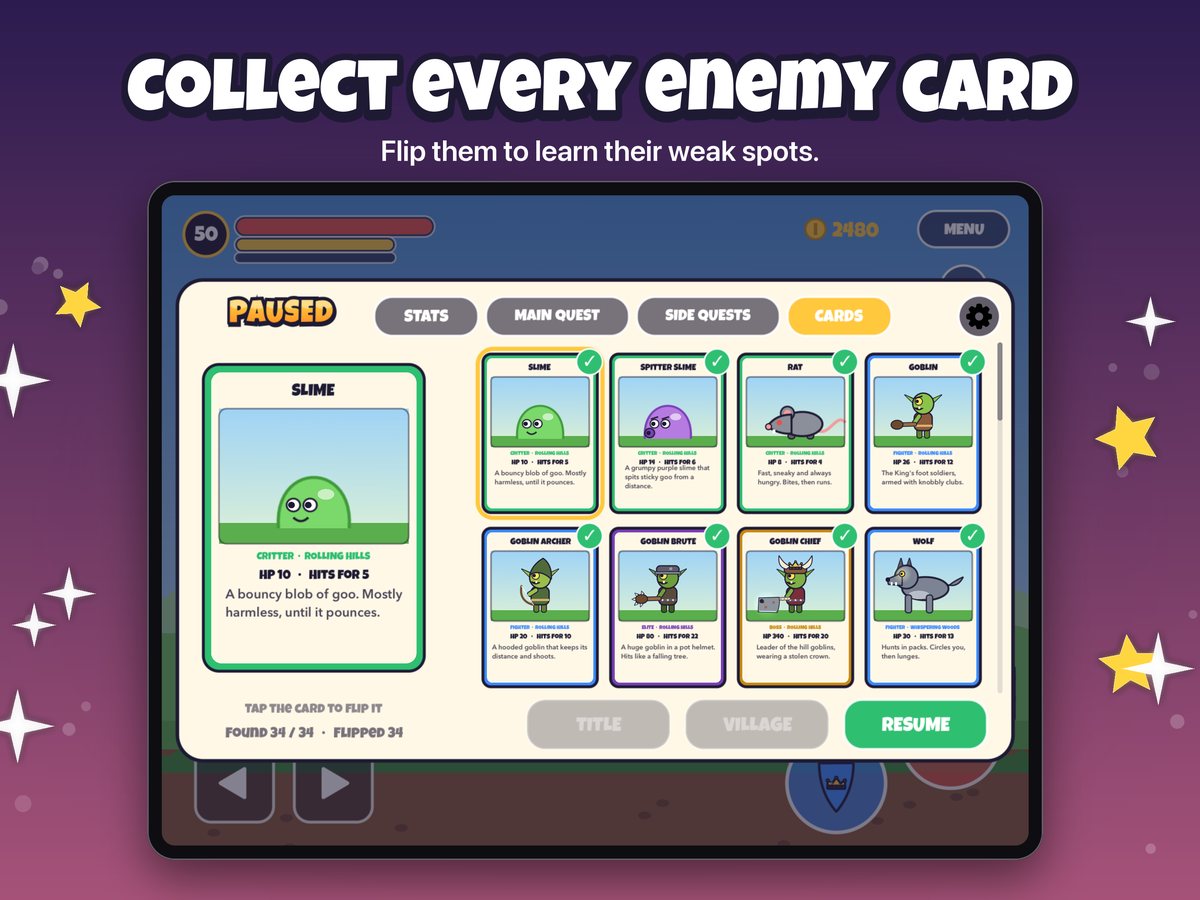 COLLECT EVERY ENEMY CARD
Flip them to learn their weak spots.
50
2480
MENU
PAUSED
STATS
MAIN QUEST
SIDE QUESTS
CARDS
SLIME
CRITTER · ROLLING HILLS
HP 10 · HITS FOR 5
A bouncy blob of goo. Mostly
harmless, until it pounces.
TAP THE CARD TO FLIP IT
FOUND 34 / 34 · FLIPPED 34
SLIME
CRITTER · ROLLING HILLS
HP 10 · HITS FOR 5
A bouncy blob of goo. Mostly
harmless, until it pounces.
SPITTER SLIME
CRITTER · ROLLING HILLS
HP 14 · HITS FOR 6
A grumpy purple slime that
spits sticky goo from a
distance.
RAT
CRITTER · ROLLING HILLS
HP 8 · HITS FOR 4
Fast, sneaky and always
hungry. Bites, then runs.
GOBLIN
FIGHTER · ROLLING HILLS
HP 26 · HITS FOR 12
The King's foot soldiers,
armed with knobbly clubs.
GOBLIN ARCHER
FIGHTER · ROLLING HILLS
HP 20 · HITS FOR 10
A hooded goblin that keeps its
distance and shoots.
GOBLIN BRUTE
ELITE · ROLLING HILLS
HP 80 · HITS FOR 22
A huge goblin in a pot helmet.
Hits like a falling tree.
GOBLIN CHIEF
BOSS · ROLLING HILLS
HP 340 · HITS FOR 20
Leader of the hill goblins,
wearing a stolen crown.
WOLF
FIGHTER · WHISPERING WOODS
HP 30 · HITS FOR 13
Hunts in packs. Circles you,
then lunges.
TITLE
VILLAGE
RESUME